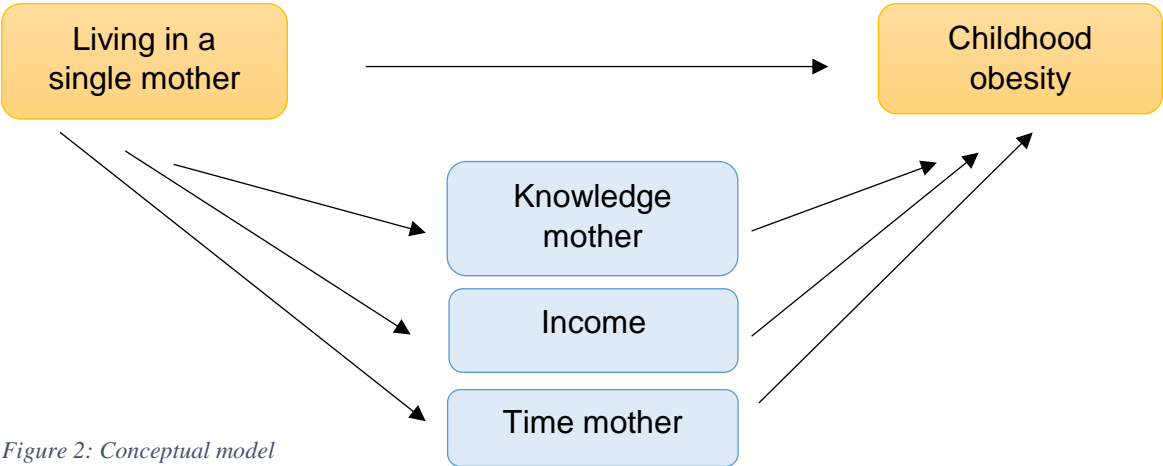 Living in a
single mother
Childhood
obesity
Knowledge
mother
Income
Time mother
Figure 2: Conceptual model